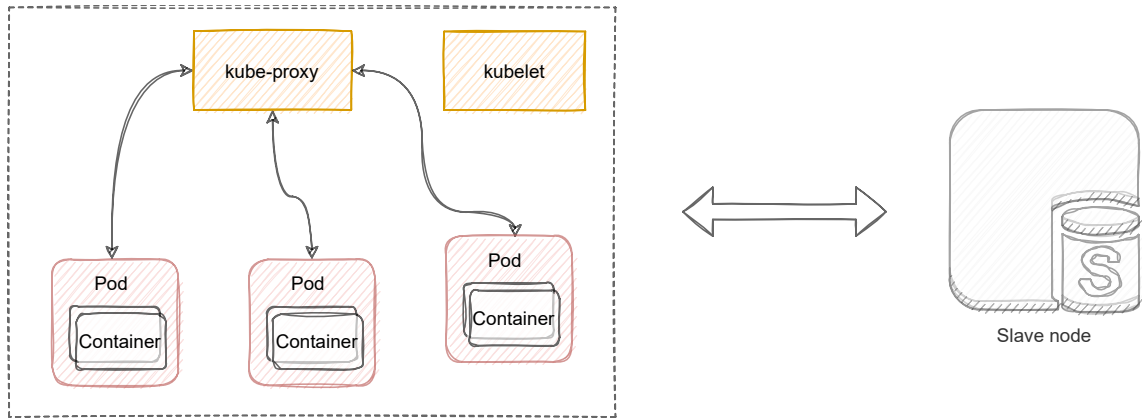 kube-proxy
kubelet
Pod
Container
Pod
Container
Pod
Container
S
Slave node